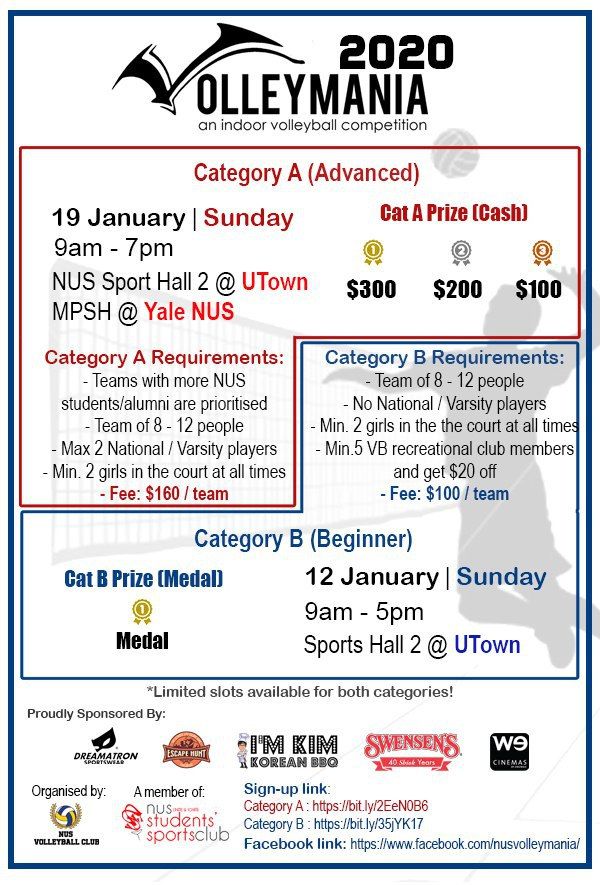 2020
VOLLEYMANIA
an indoor volleyball competition
Category A (Advanced)
19 January | Sunday
9am - 7pm
NUS Sport Hall 2 @ UTown
MPSH @ Yale NUS
Cat A Prize (Cash)
1 2 3
$300 $200 $100
Category A Requirements:
- Teams with more NUS
students/alumni are prioritised
- Team of 8 - 12 people
- Max 2 National / Varsity players
- Min. 2 girls in the court at all times
- Fee: $160 / team
Category B Requirements:
- Team of 8 - 12 people
- No National / Varsity players
- Min. 2 girls in the the court at all times
- Min.5 VB recreational club members
and get $20 off
- Fee: $100 / team
Category B (Beginner)
Cat B Prize (Medal)
1
Medal
12 January | Sunday
9am - 5pm
Sports Hall 2 @ UTown
*Limited slots available for both categories!
Proudly Sponsored By:
DREAMATRON
SPORTSWEAR
ESCAPE HUNT
I'M KIM
KOREAN BBQ
SWENSEN'S
40 Shiok Years
we
CINEMAS
Organised by:
NUS
VOLLEYBALL CLUB
A member of:
nus
students'
sportsclub
Sign-up link:
Category A : https://bit.ly/2EeN0B6
Category B : https://bit.ly/35jYK17
Facebook link: https://www.facebook.com/nusvolleymania/